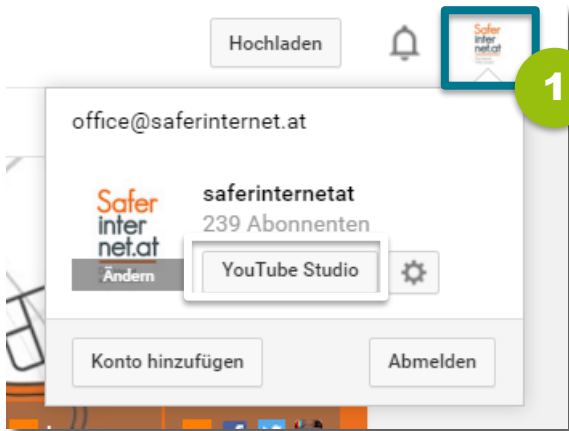 Hochladen
Safer
inter
net.at
1
office@saferinternet.at
Safer
inter
net.at
Ändern
saferinternetat
239 Abonnenten
YouTube Studio
Konto hinzufügen
Abmelden